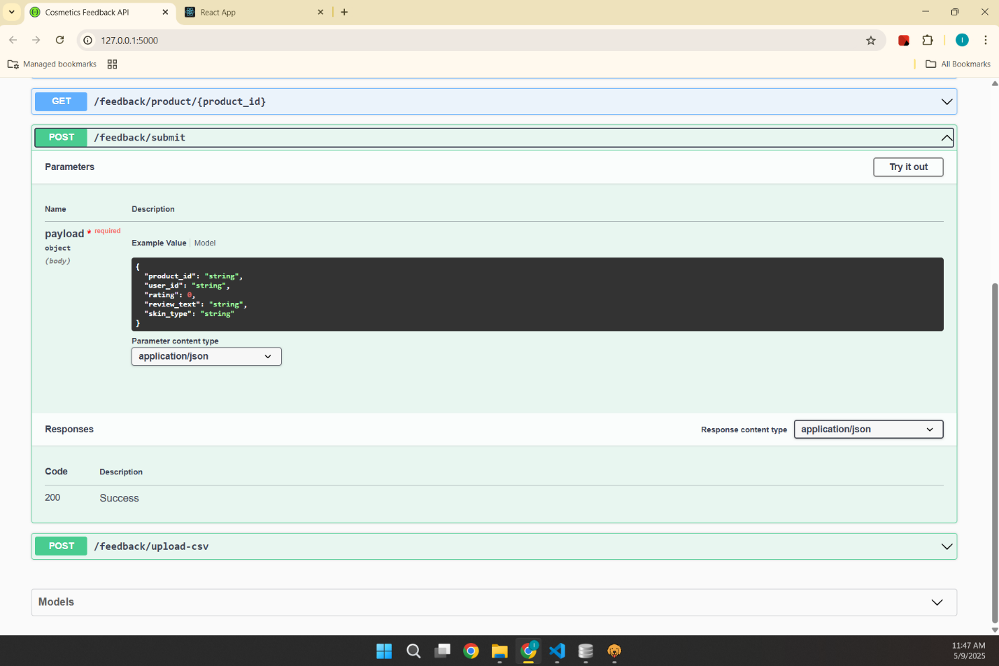 Cosmetics Feedback API
React App
127.0.0.1:5000
I
Managed bookmarks
All Bookmarks
GET /feedback/product/{product_id}
POST /feedback/submit
Parameters
Try it out
Name Description
payload * required
object
(body)
Example Value Model
{
"product_id": "string",
"user_id": "string",
"rating": 0,
"review_text": "string",
"skin_type": "string"
}
Parameter content type
application/json
Responses
Response content type application/json
Code Description
200 Success
POST /feedback/upload-csv
Models
11:47 AM
5/9/2025